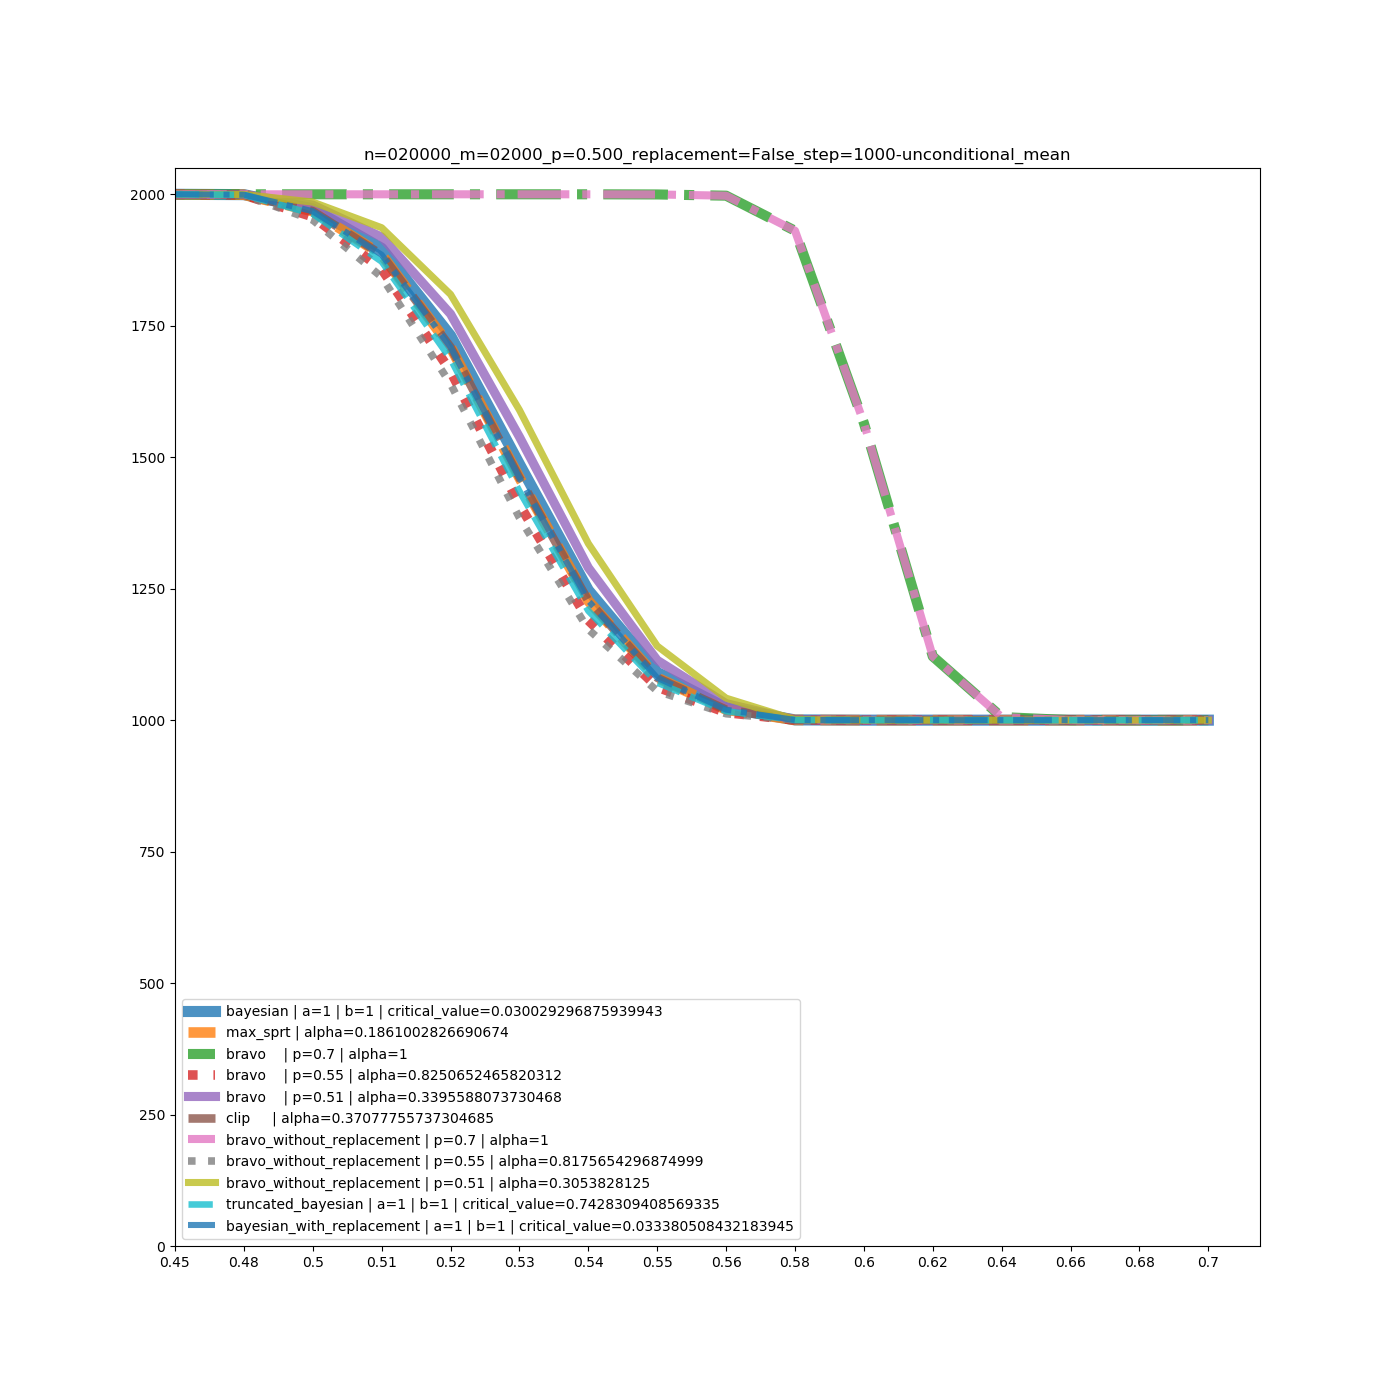 n=020000_m=02000_p=0.500_replacement=False_step=1000-unconditional_mean
2000
1750
1500
1250
1000
750
500
250
0
bayesian | a=1 | b=1 | critical_value=0.030029296875939943
max_sprt | alpha=0.1861002826690674
bravo | p=0.7 | alpha=1
bravo | p=0.55 | alpha=0.8250652465820312
bravo | p=0.51 | alpha=0.3395588073730468
clip | alpha=0.37077755737304685
bravo_without_replacement | p=0.7 | alpha=1
bravo_without_replacement | p=0.55 | alpha=0.8175654296874999
bravo_without_replacement | p=0.51 | alpha=0.3053828125
truncated_bayesian | a=1 | b=1 | critical_value=0.7428309408569335
bayesian_with_replacement | a=1 | b=1 | critical_value=0.033380508432183945
0.45 0.48 0.5 0.51 0.52 0.53 0.54 0.55 0.56 0.58 0.6 0.62 0.64 0.66 0.68 0.7